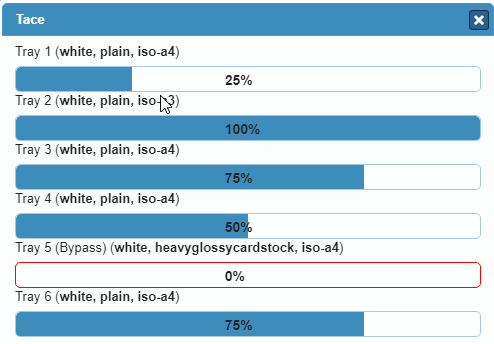 Tace
Tray 1 (white, plain, iso-a4)
25%
Tray 2 (white, plain, iso-a3)
100%
Tray 3 (white, plain, iso-a4)
75%
Tray 4 (white, plain, iso-a4)
50%
Tray 5 (Bypass) (white, heavyglossycardstock, iso-a4)
0%
Tray 6 (white, plain, iso-a4)
75%